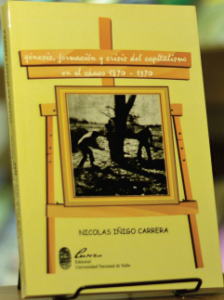 génesis, formación y crisis del capitalismo
en el chaco 1870 - 1970
NICOLAS IÑIGO CARRERA
Editorial
Universidad Nacional de Salta